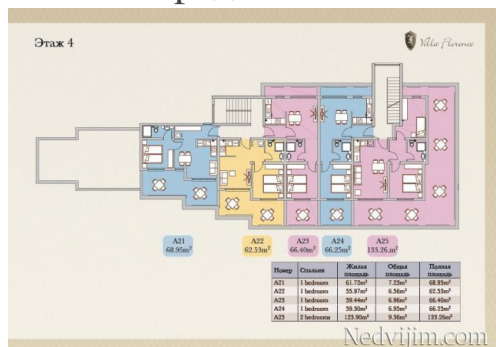 Этаж 4
Villa Florence
A21
68.95m²
A22
62.53m²
A23
66.40m²
A24
66.25m²
A25
133.26.m²
Номер Спальни Жилая площадь Общая площадь Полная площадь
A21 1 bedroom 61.72m² 7.23m² 68.95m²
A22 1 bedroom 55.97m² 6.56m² 62.53m²
A23 1 bedroom 59.44m² 6.96m² 66.40m²
A24 1 bedroom 59.30m² 6.95m² 66.25m²
A25 2 bedrooms 123.90m² 9.36m² 133.26m²
Nedvijim.com